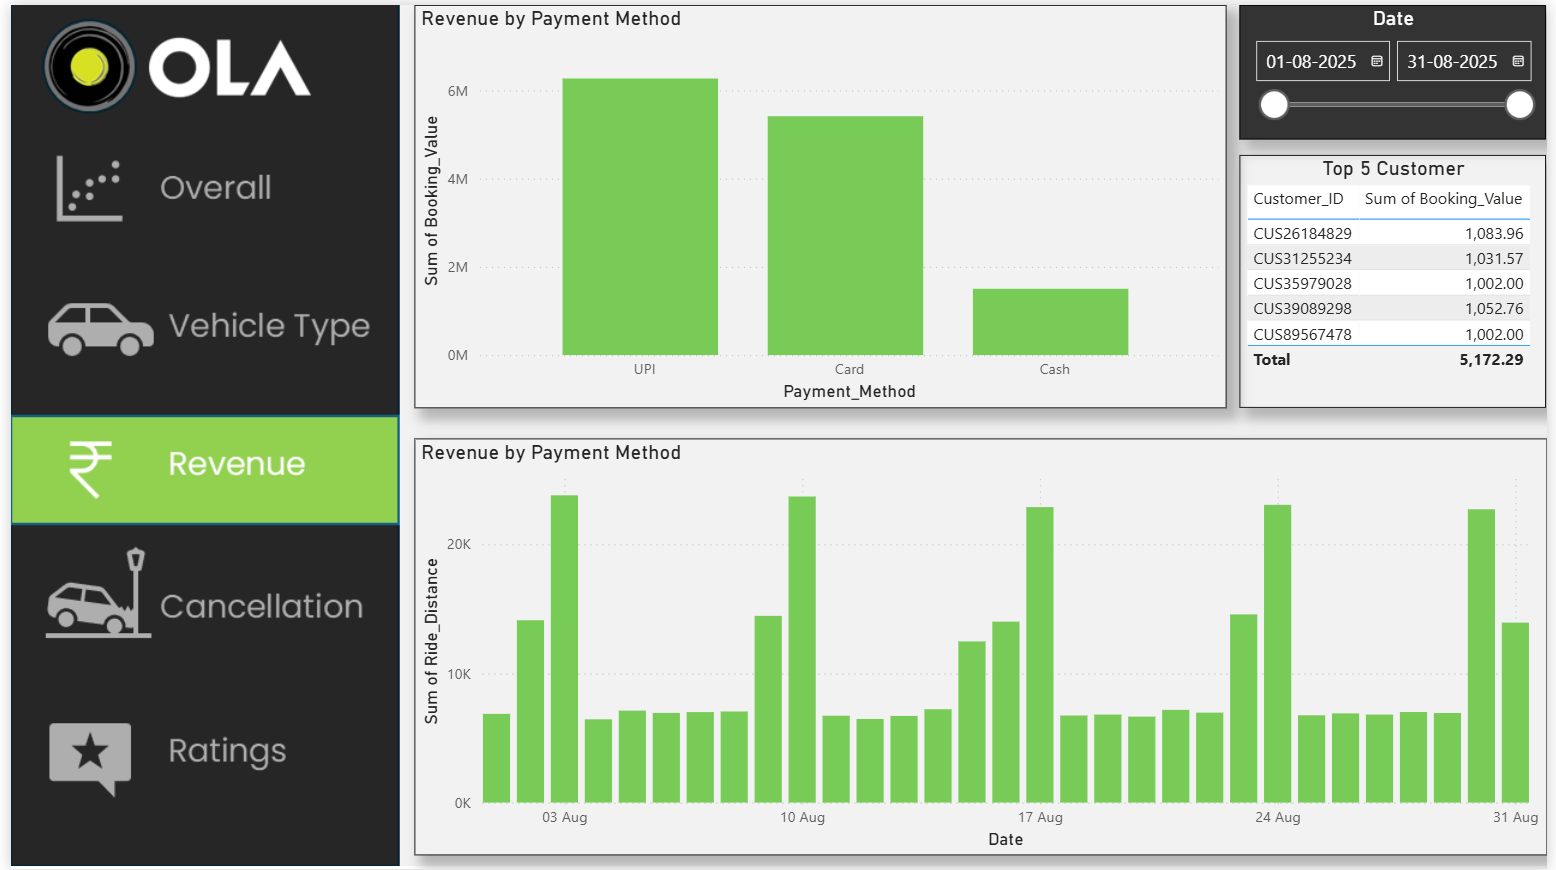 OLA
Overall
Vehicle Type
Revenue
Cancellation
Ratings
Revenue by Payment Method
Sum of Booking_Value
6M
4M
2M
0M
UPI Card Cash
Payment_Method
Date
01-08-2025 31-08-2025
Top 5 Customer
Customer_ID Sum of Booking_Value
CUS26184829 1,083.96
CUS31255234 1,031.57
CUS35979028 1,002.00
CUS39089298 1,052.76
CUS89567478 1,002.00
Total 5,172.29
Revenue by Payment Method
Sum of Ride_Distance
20K
10K
0K
03 Aug 10 Aug 17 Aug 24 Aug 31 Aug
Date